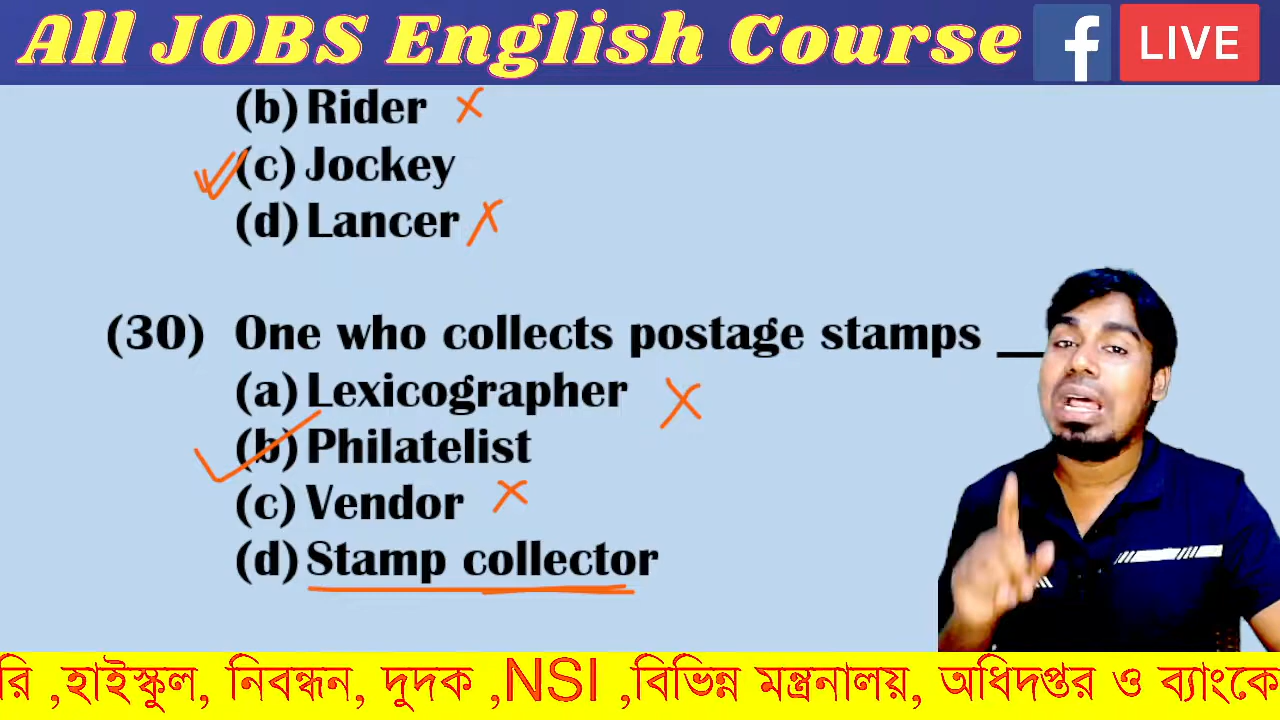 All JOBS English Course f LIVE
(b) Rider
(c) Jockey
(d) Lancer
(30) One who collects postage stamps __
(a) Lexicographer
(b) Philatelist
(c) Vendor
(d) Stamp collector
রি ,হাইস্কুল, নিবন্ধন, দুদক ,NSI ,বিভিন্ন মন্ত্রনালয়, অধিদপ্তর ও ব্যাংকে